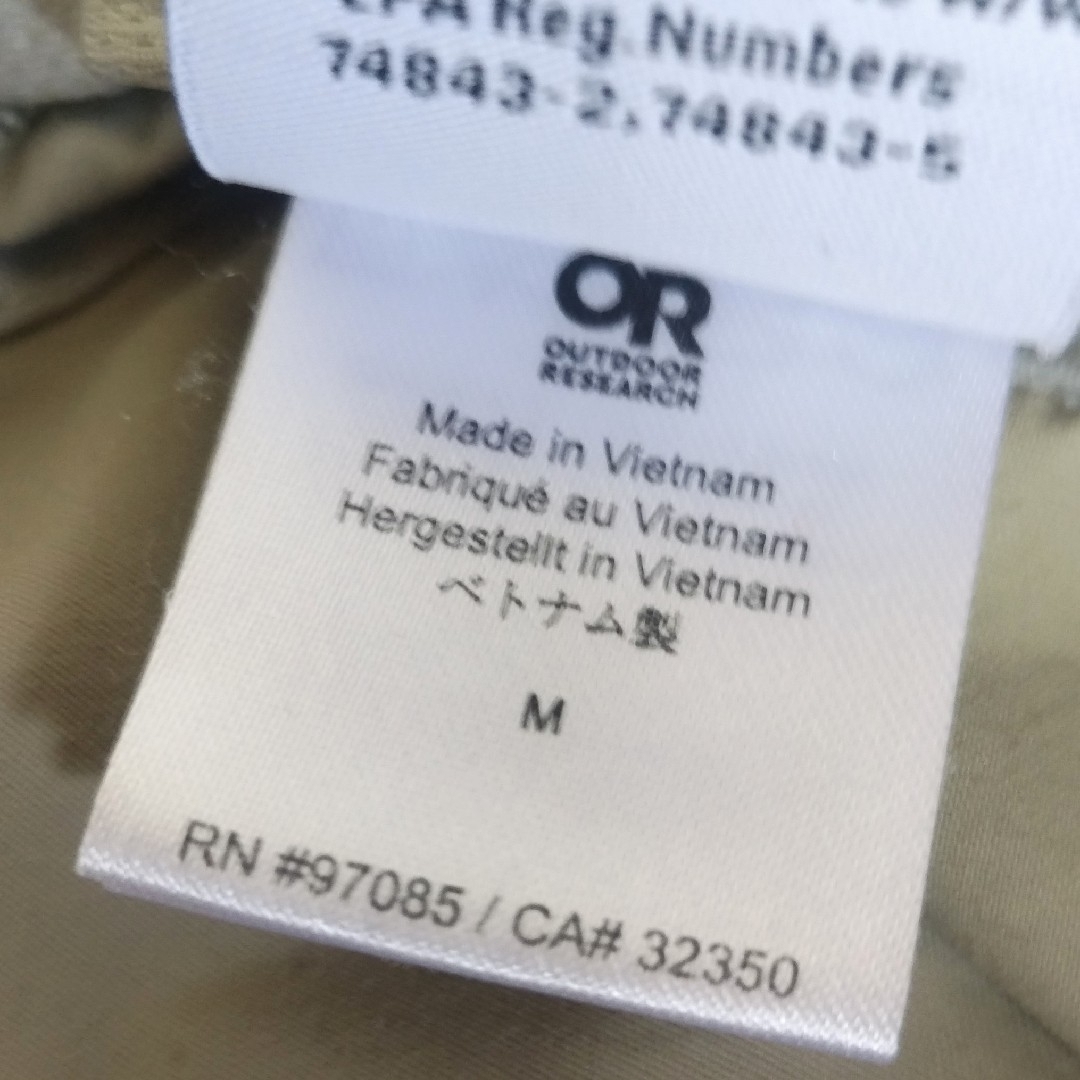 EPA Reg.Numbers
74843-2,74843-5
OR
OUTDOOR
RESEARCH
Made in Vietnam
Fabriqué au Vietnam
Hergestellt in Vietnam
ベトナム製
M
RN #97085 / CA# 32350